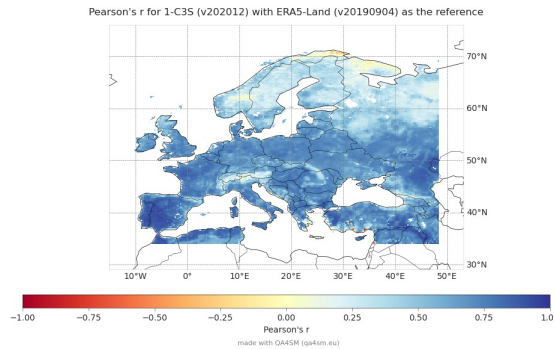 Pearson's r for 1-C3S (v202012) with ERA5-Land (v20190904) as the reference
70°N
60°N
50°N
40°N
30°N
10°W 0° 10°E 20°E 30°E 40°E 50°E
−1.00 −0.75 −0.50 −0.25 0.00 0.25 0.50 0.75 1.0
Pearson's r
made with QA4SM (qa4sm.eu)